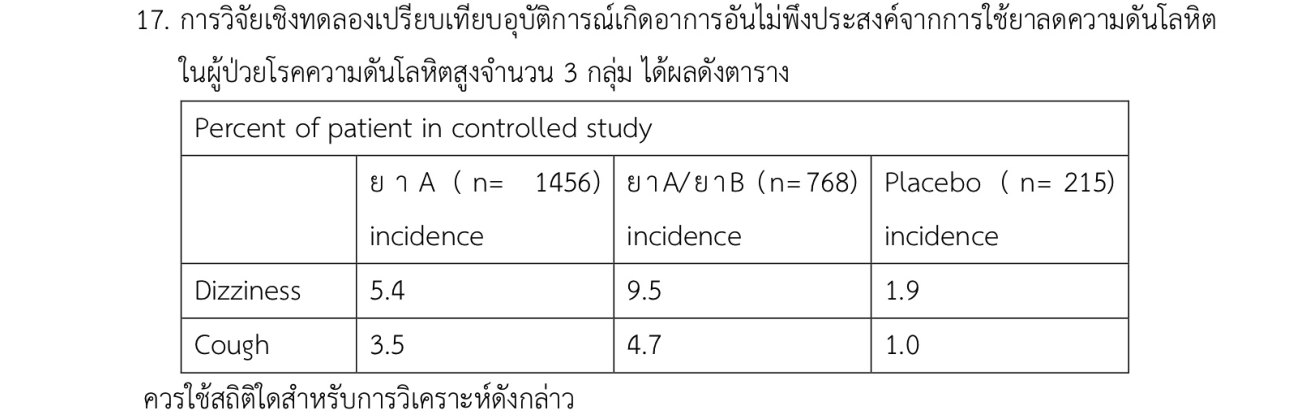 17. การวิจัยเชิงทดลองเปรียบเทียบอุบัติการณ์เกิดอาการอันไม่พึงประสงค์จากการใช้ยาลดความดันโลหิต
ในผู้ป่วยโรคความดันโลหิตสูงจำนวน 3 กลุ่ม ได้ผลดังตาราง
Percent of patient in controlled study
ยา A ( n= 1456) incidence
ยาA/ยาB (n=768) incidence
Placebo ( n= 215) incidence
Dizziness 5.4 9.5 1.9
Cough 3.5 4.7 1.0
ควรใช้สถิติใดสำหรับการวิเคราะห์ดังกล่าว